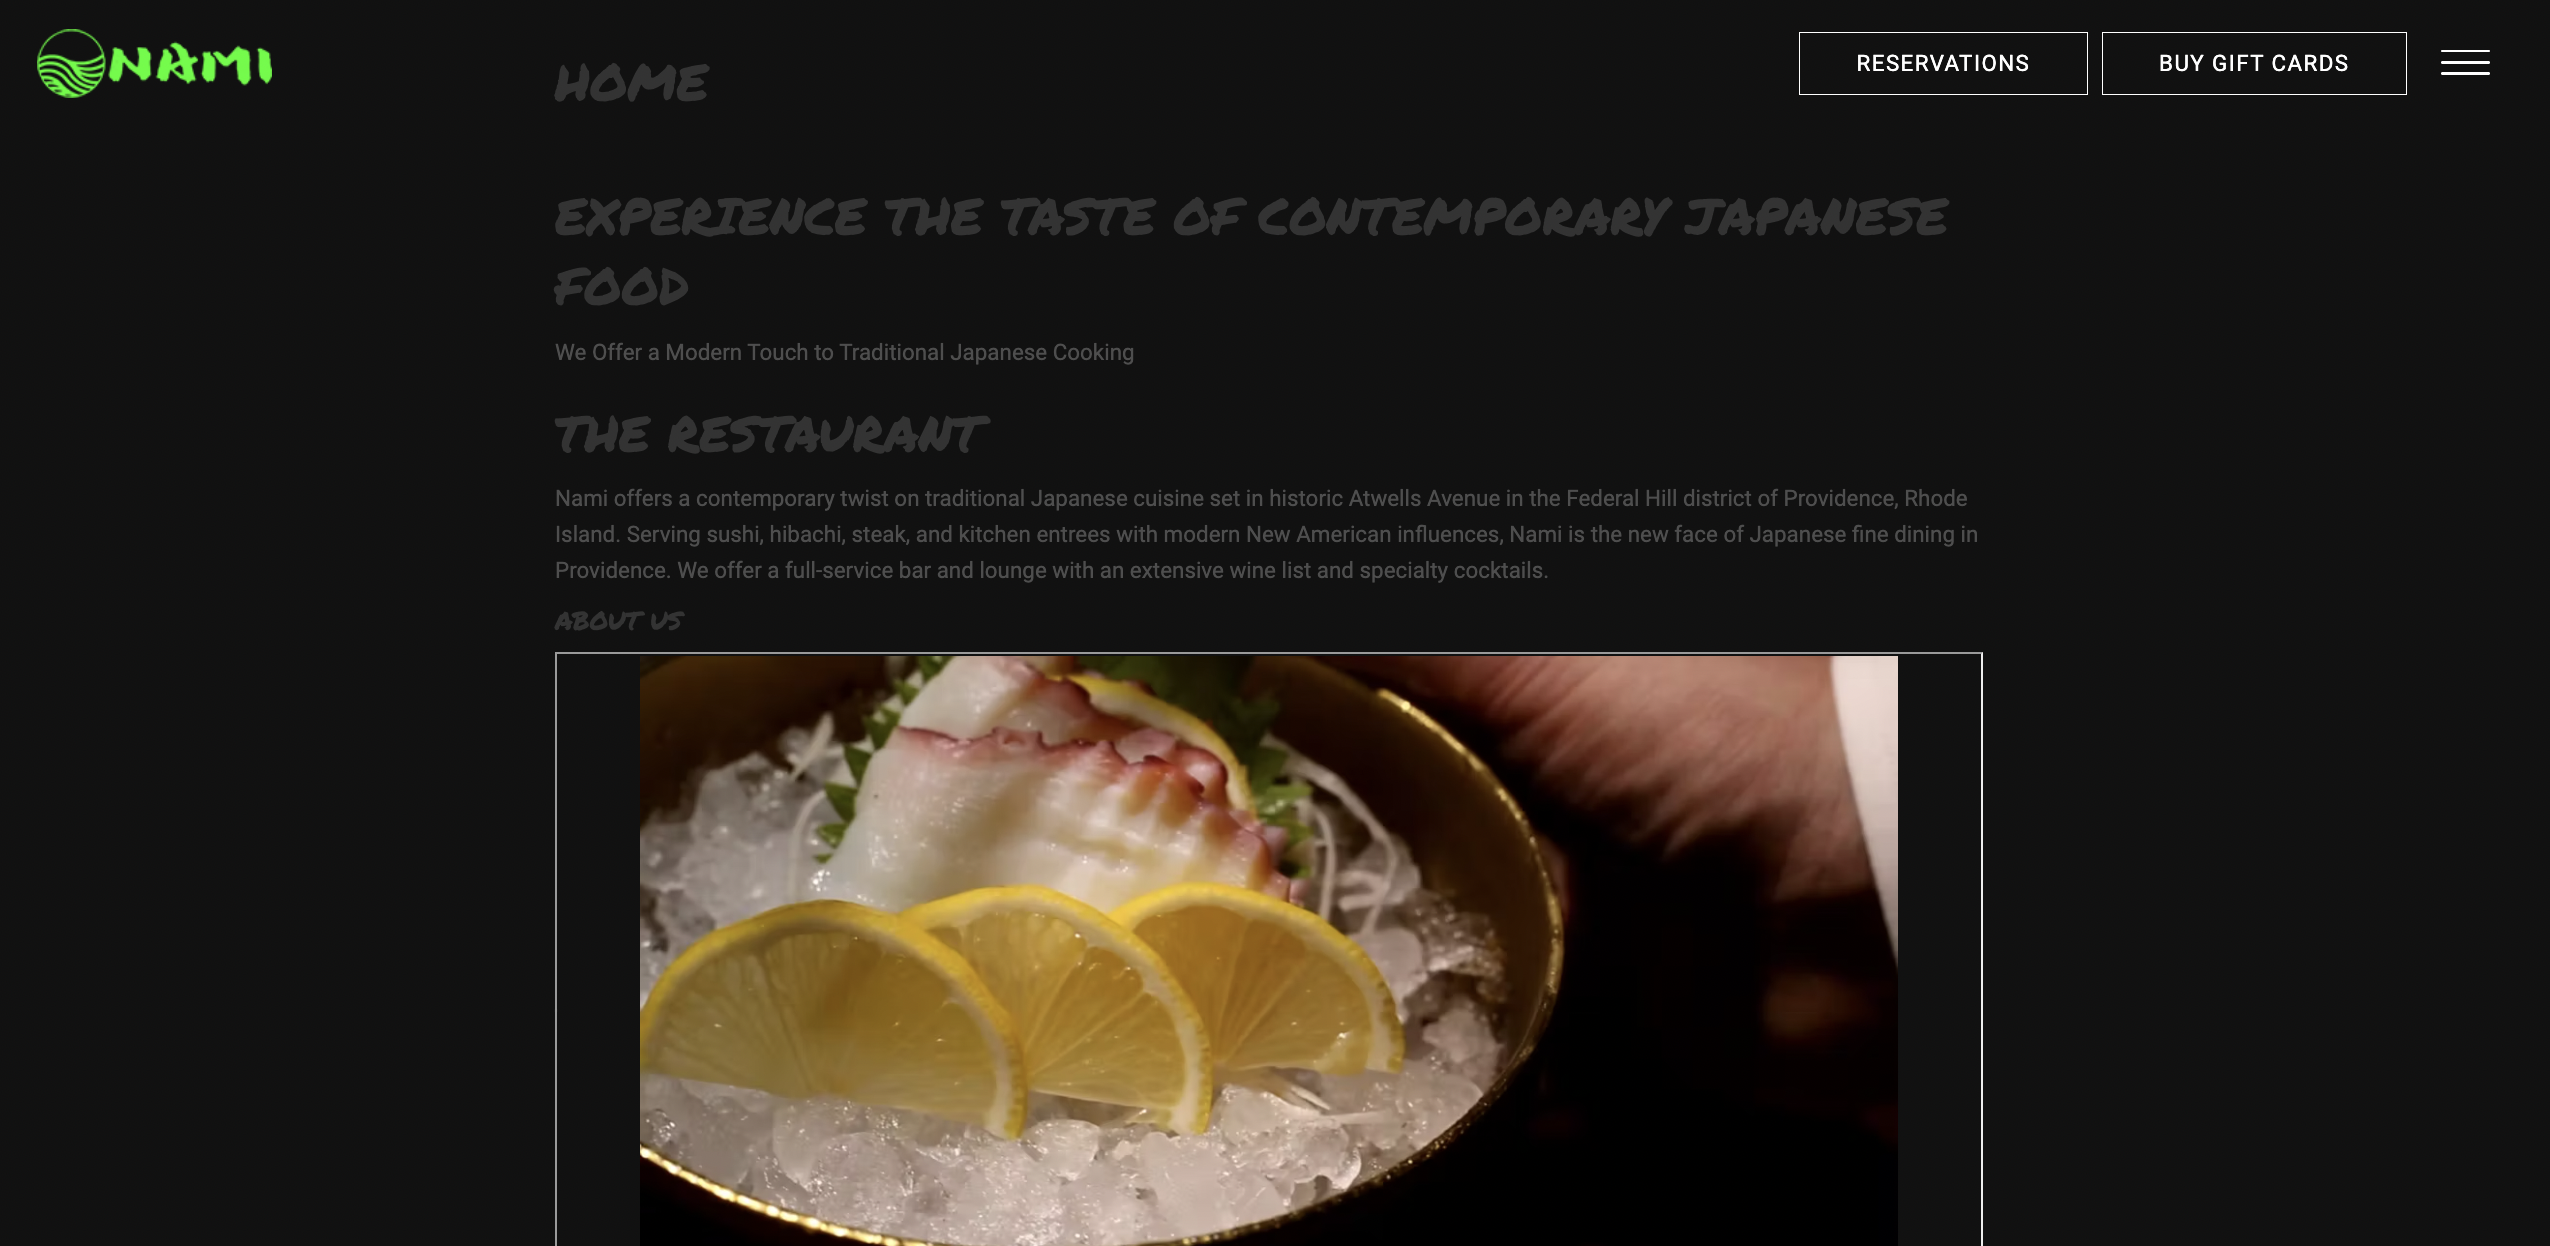 NAMI
RESERVATIONS
BUY GIFT CARDS
HOME
EXPERIENCE THE TASTE OF CONTEMPORARY JAPANESE
FOOD
We Offer a Modern Touch to Traditional Japanese Cooking
THE RESTAURANT
Nami offers a contemporary twist on traditional Japanese cuisine set in historic Atwells Avenue in the Federal Hill district of Providence, Rhode
Island. Serving sushi, hibachi, steak, and kitchen entrees with modern New American influences, Nami is the new face of Japanese fine dining in
Providence. We offer a full-service bar and lounge with an extensive wine list and specialty cocktails.
ABOUT US